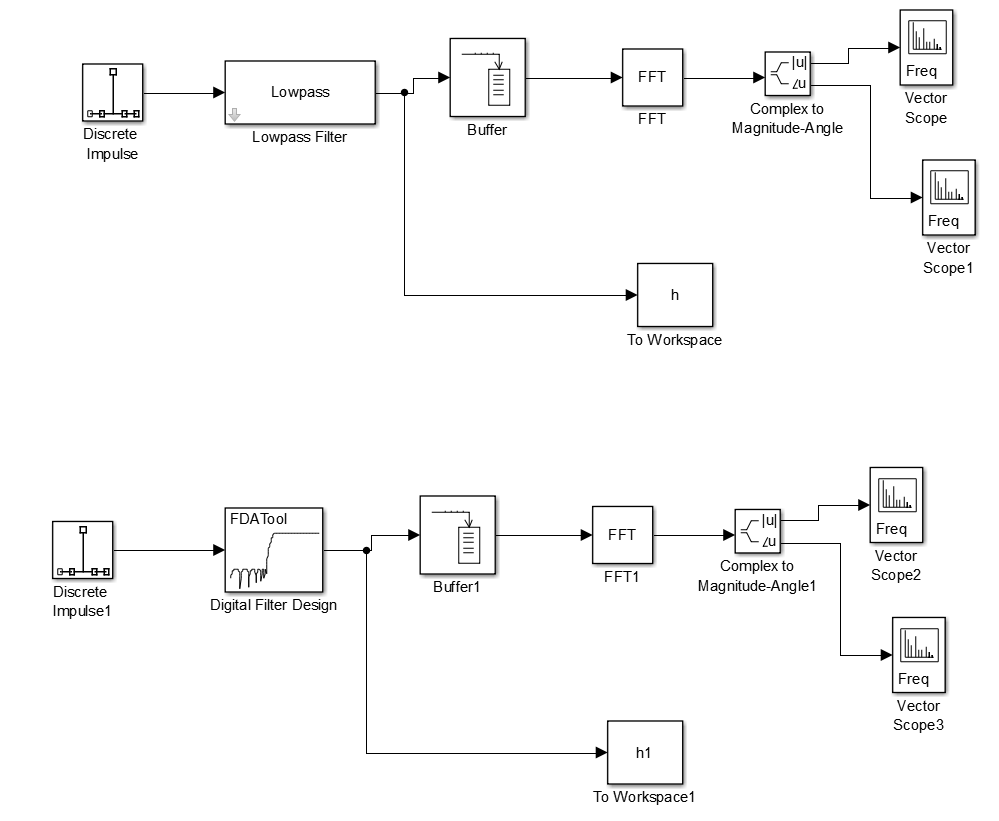 Discrete
Impulse
Lowpass
Lowpass Filter
Buffer
FFT
FFT
|u|
∠u
Complex to
Magnitude-Angle
Freq
Vector
Scope
Freq
Vector
Scope1
h
To Workspace
Discrete
Impulse1
FDATool
Digital Filter Design
Buffer1
FFT
FFT1
|u|
∠u
Complex to
Magnitude-Angle1
Freq
Vector
Scope2
Freq
Vector
Scope3
h1
To Workspace1